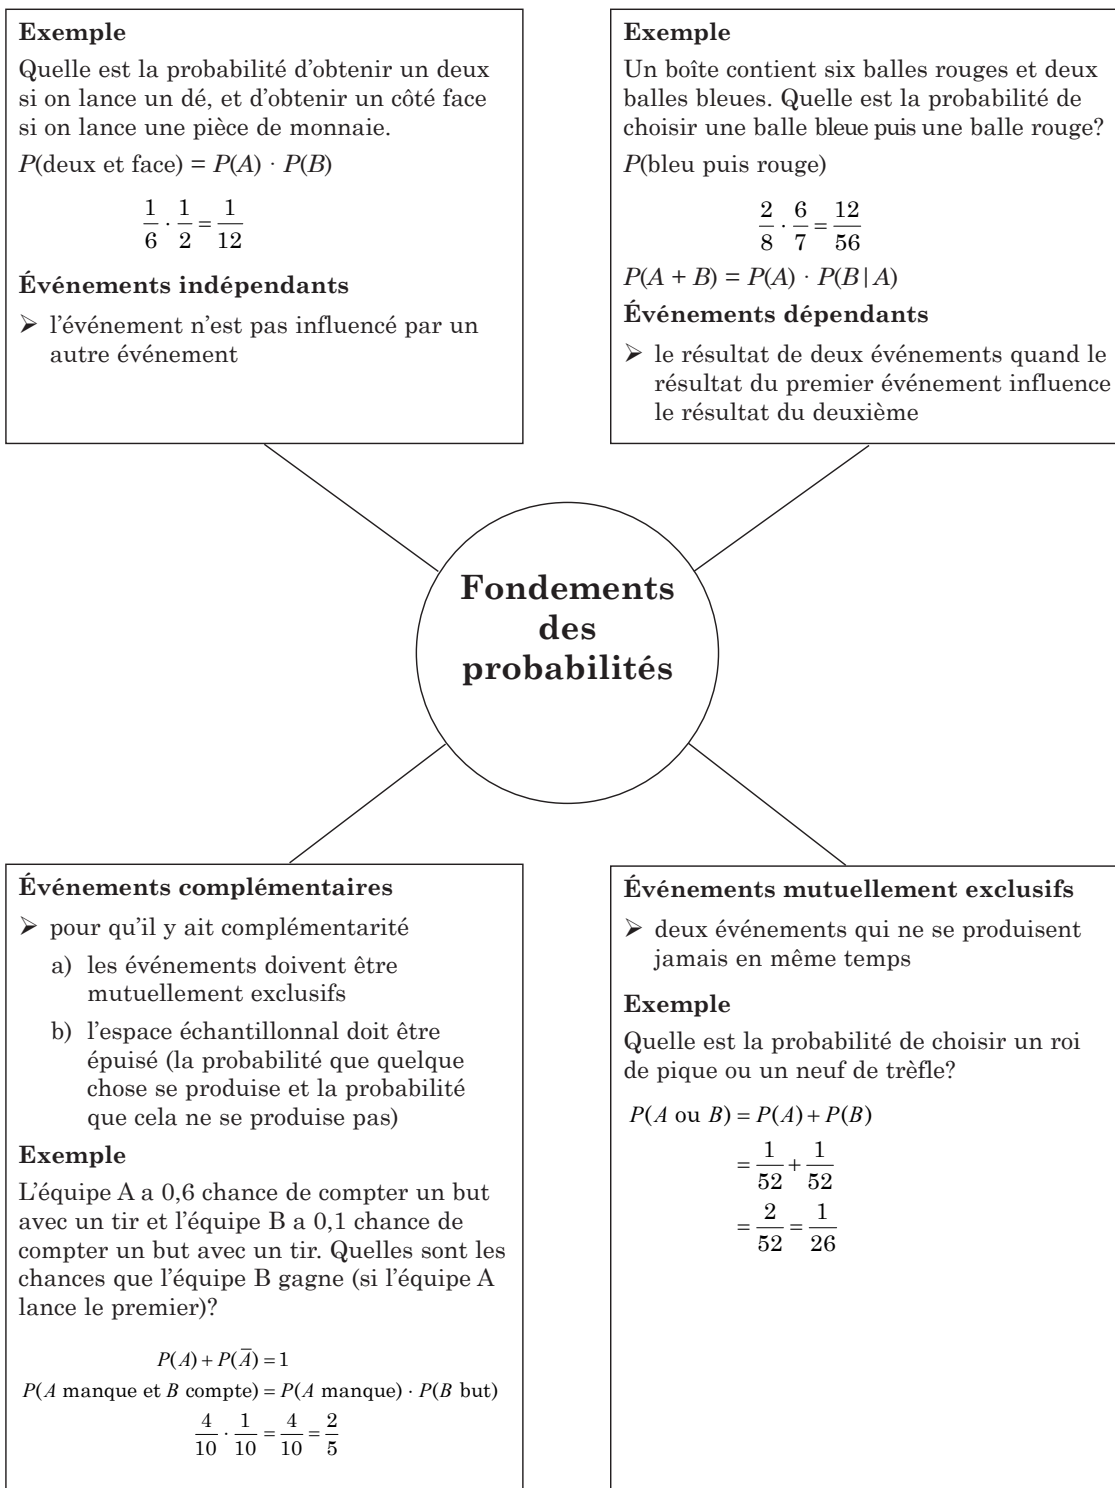 Exemple
Quelle est la probabilité d'obtenir un deux
si on lance un dé, et d'obtenir un côté face
si on lance une pièce de monnaie.
P(deux et face) = P(A) · P(B)
1/6 · 1/2 = 1/12
Événements indépendants
➢ l'événement n'est pas influencé par un
autre événement
Exemple
Un boîte contient six balles rouges et deux
balles bleues. Quelle est la probabilité de
choisir une balle bleue puis une balle rouge?
P(bleu puis rouge)
2/8 · 6/7 = 12/56
P(A + B) = P(A) · P(B|A)
Événements dépendants
➢ le résultat de deux événements quand le
résultat du premier événement influence
le résultat du deuxième
Fondements
des
probabilités
Événements complémentaires
➢ pour qu'il y ait complémentarité
a) les événements doivent être
mutuellement exclusifs
b) l'espace échantillonnal doit être
épuisé (la probabilité que quelque
chose se produise et la probabilité
que cela ne se produise pas)
Exemple
L'équipe A a 0,6 chance de compter un but
avec un tir et l'équipe B a 0,1 chance de
compter un but avec un tir. Quelles sont les
chances que l'équipe B gagne (si l'équipe A
lance le premier)?
P(A) + P(A̅) = 1
P(A manque et B compte) = P(A manque) · P(B but)
4/10 · 1/10 = 4/10 = 2/5
Événements mutuellement exclusifs
➢ deux événements qui ne se produisent
jamais en même temps
Exemple
Quelle est la probabilité de choisir un roi
de pique ou un neuf de trèfle?
P(A ou B) = P(A) + P(B)
= 1/52 + 1/52
= 2/52 = 1/26